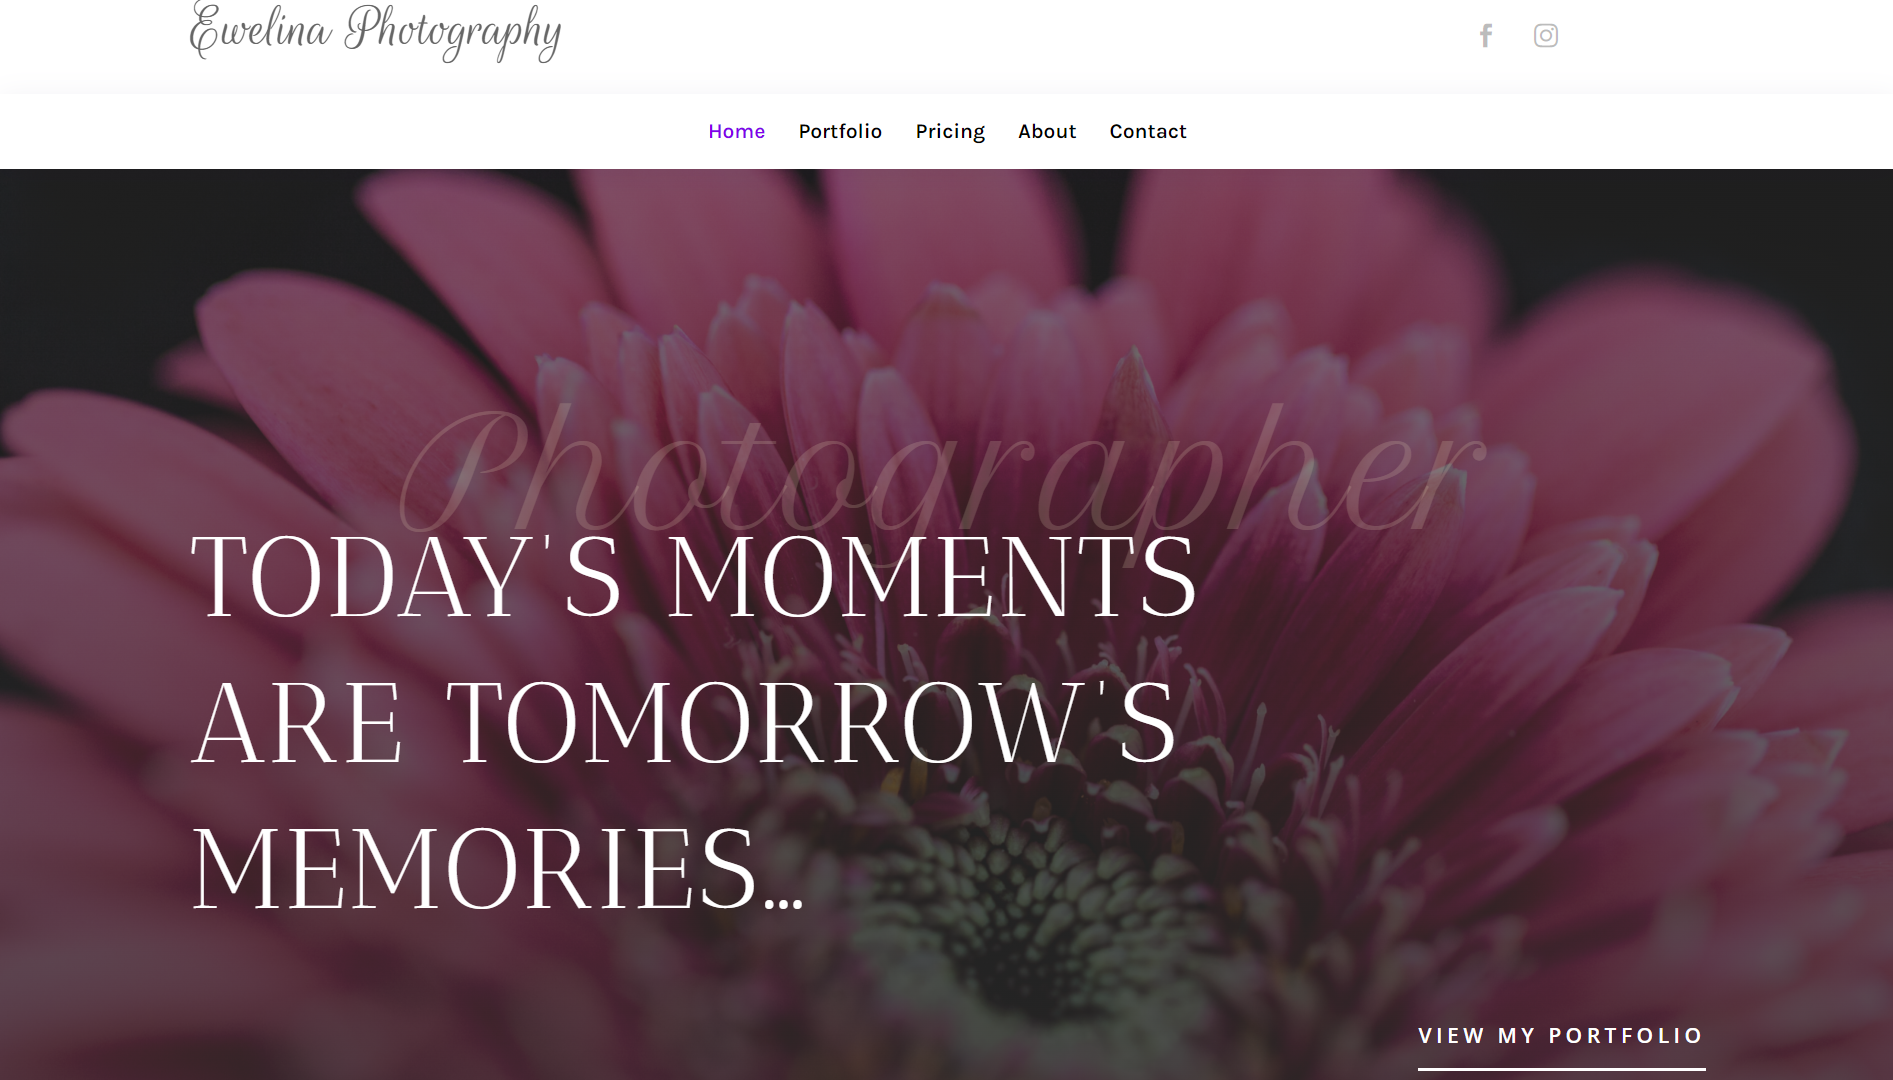 Ewelina Photography
Home Portfolio Pricing About Contact
Photographer
TODAY'S MOMENTS
ARE TOMORROW'S
MEMORIES...
VIEW MY PORTFOLIO